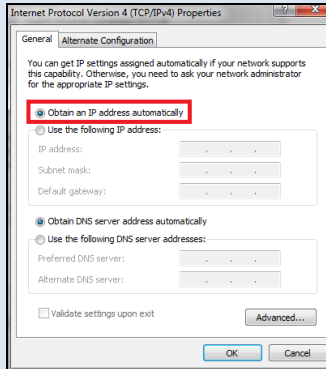 Internet Protocol Version 4 (TCP/IPv4) Properties
General
Alternate Configuration
You can get IP settings assigned automatically if your network supports
this capability. Otherwise, you need to ask your network administrator
for the appropriate IP settings.
Obtain an IP address automatically
Use the following IP address:
IP address:
Subnet mask:
Default gateway:
Obtain DNS server address automatically
Use the following DNS server addresses:
Preferred DNS server:
Alternate DNS server:
Validate settings upon exit
Advanced...
OK
Cancel